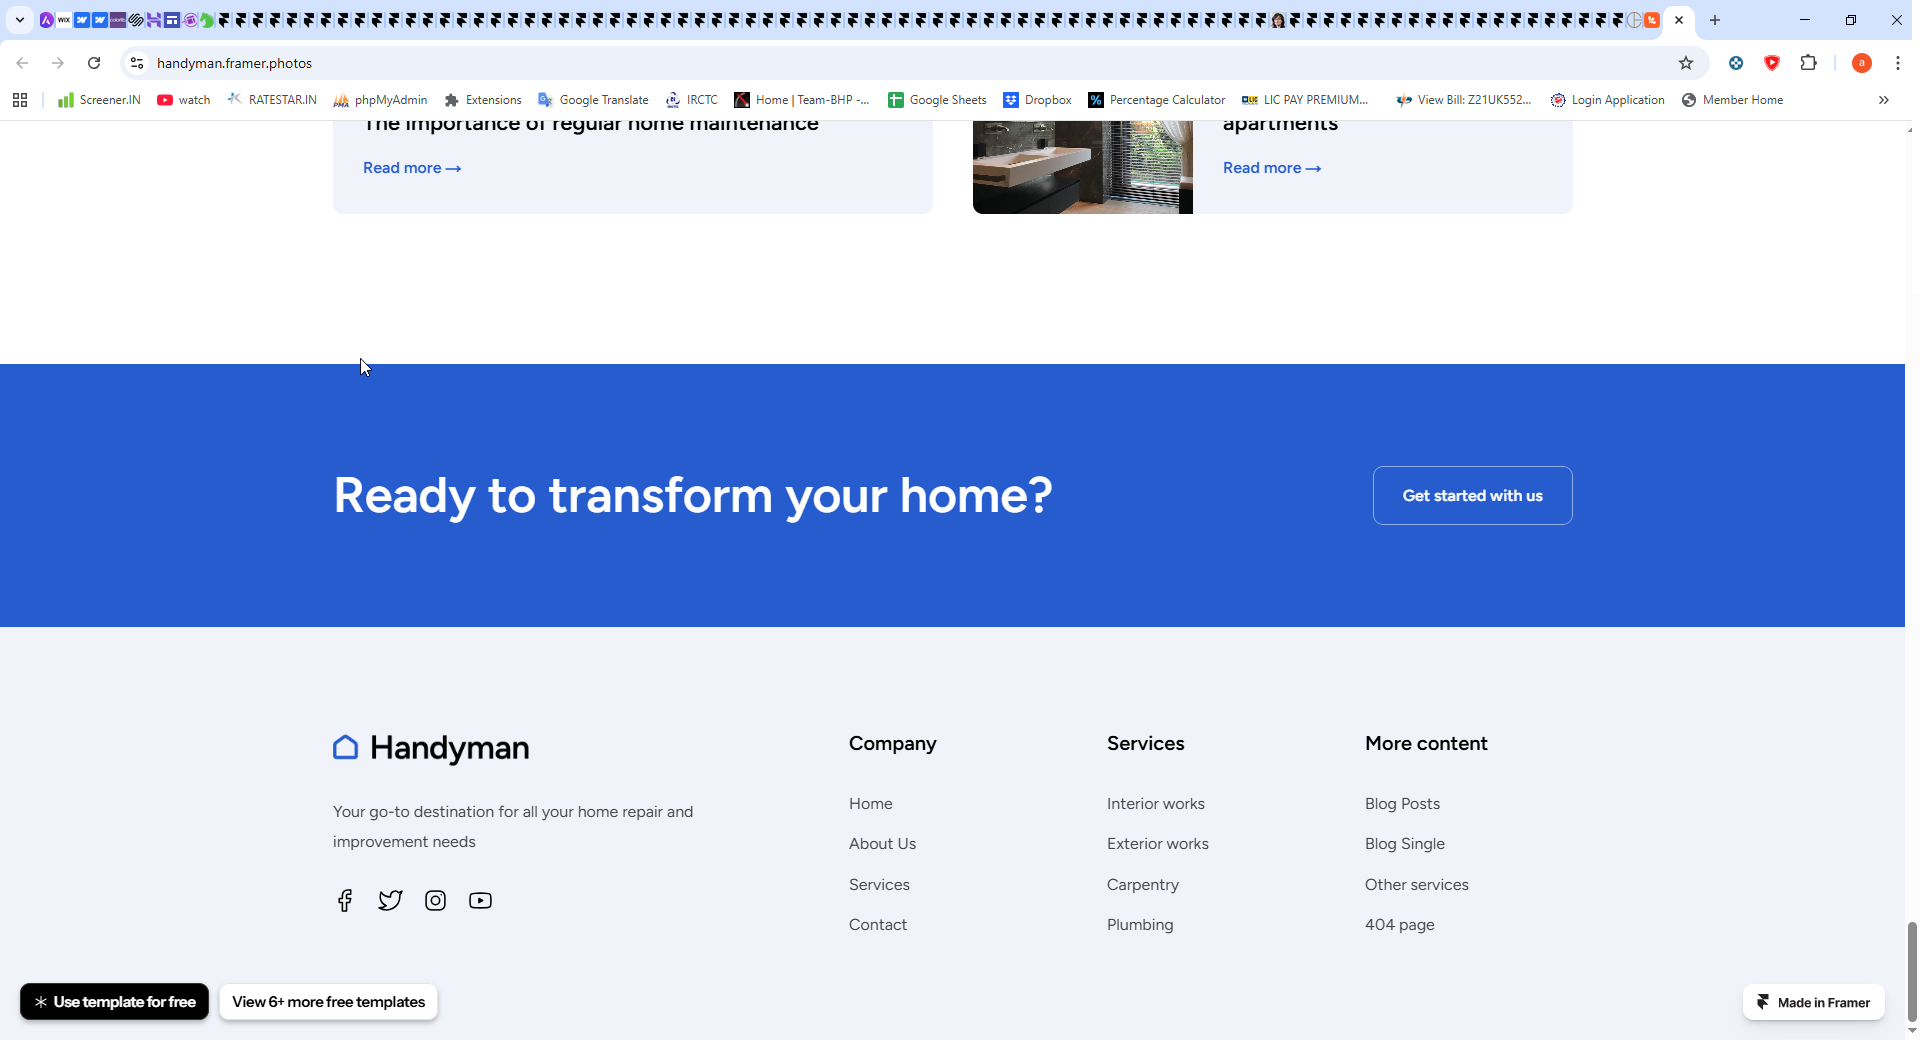 WIX
handyman.framer.photos
a
Screener.IN
watch
RATESTAR.IN
phpMyAdmin
Extensions
Google Translate
IRCTC
Home | Team-BHP -...
Google Sheets
Dropbox
Percentage Calculator
LIC PAY PREMIUM...
View Bill: Z21UK552...
Login Application
Member Home
The importance of regular home maintenance
Read more →
apartments
Read more →
Ready to transform your home?
Get started with us
Handyman
Your go-to destination for all your home repair and
improvement needs
Company
Home
About Us
Services
Contact
Services
Interior works
Exterior works
Carpentry
Plumbing
More content
Blog Posts
Blog Single
Other services
404 page
Use template for free
View 6+ more free templates
Made in Framer